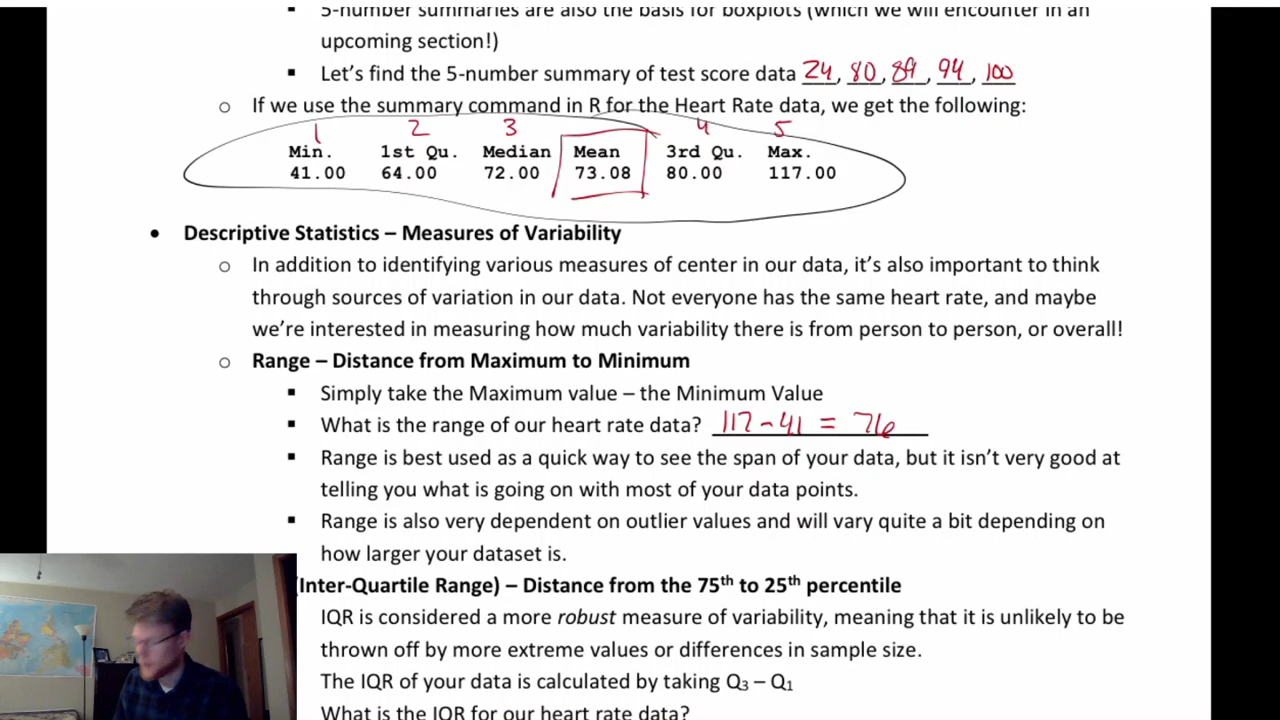 5-number summaries are also the basis for boxplots (which we will encounter in an
upcoming section!)
Let's find the 5-number summary of test score data 24, 80, 89, 94, 100
If we use the summary command in R for the Heart Rate data, we get the following:
1 2 3 4 5
Min. 1st Qu. Median Mean 3rd Qu. Max.
41.00 64.00 72.00 73.08 80.00 117.00
Descriptive Statistics – Measures of Variability
In addition to identifying various measures of center in our data, it's also important to think
through sources of variation in our data. Not everyone has the same heart rate, and maybe
we're interested in measuring how much variability there is from person to person, or overall!
Range – Distance from Maximum to Minimum
Simply take the Maximum value – the Minimum Value
What is the range of our heart rate data? 117 - 41 = 76
Range is best used as a quick way to see the span of your data, but it isn't very good at
telling you what is going on with most of your data points.
Range is also very dependent on outlier values and will vary quite a bit depending on
how larger your dataset is.
(Inter-Quartile Range) – Distance from the 75th to 25th percentile
IQR is considered a more robust measure of variability, meaning that it is unlikely to be
thrown off by more extreme values or differences in sample size.
The IQR of your data is calculated by taking Q3 – Q1
What is the IQR for our heart rate data?